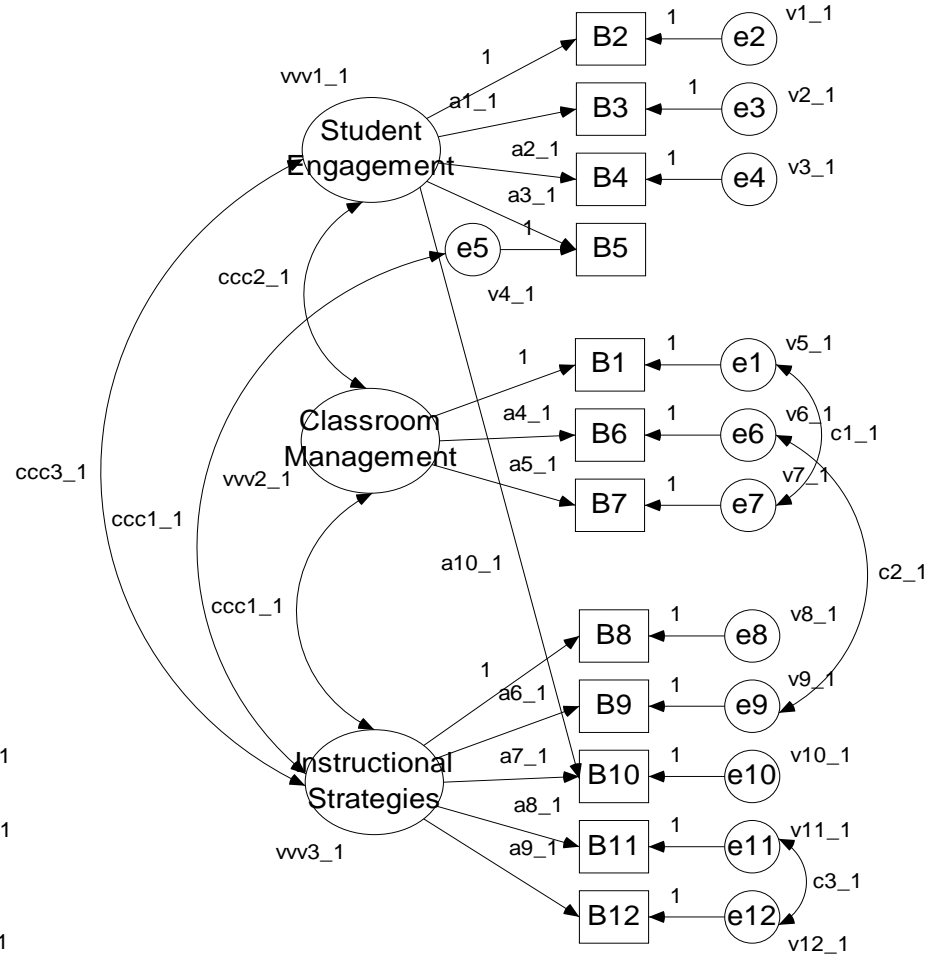 v1_1
1
B2
e2
vvv1_1
1
a1_1
1
B3
e3
v2_1
Student
Engagement
a2_1
1
B4
e4
v3_1
a3_1
1
B5
e5
v4_1
ccc2_1
1
B1
1
e1
v5_1
Classroom
Management
a4_1
B6
1
e6
v6_1
c1_1
a5_1
B7
1
e7
v7_1
ccc3_1
vvv2_1
ccc1_1
a10_1
c2_1
ccc1_1
1
B8
1
e8
v8_1
a6_1
B9
1
e9
v9_1
Instructional
Strategies
a7_1
B10
1
e10
v10_1
a8_1
B11
1
e11
v11_1
vvv3_1
a9_1
c3_1
B12
1
e12
v12_1
1
1
1